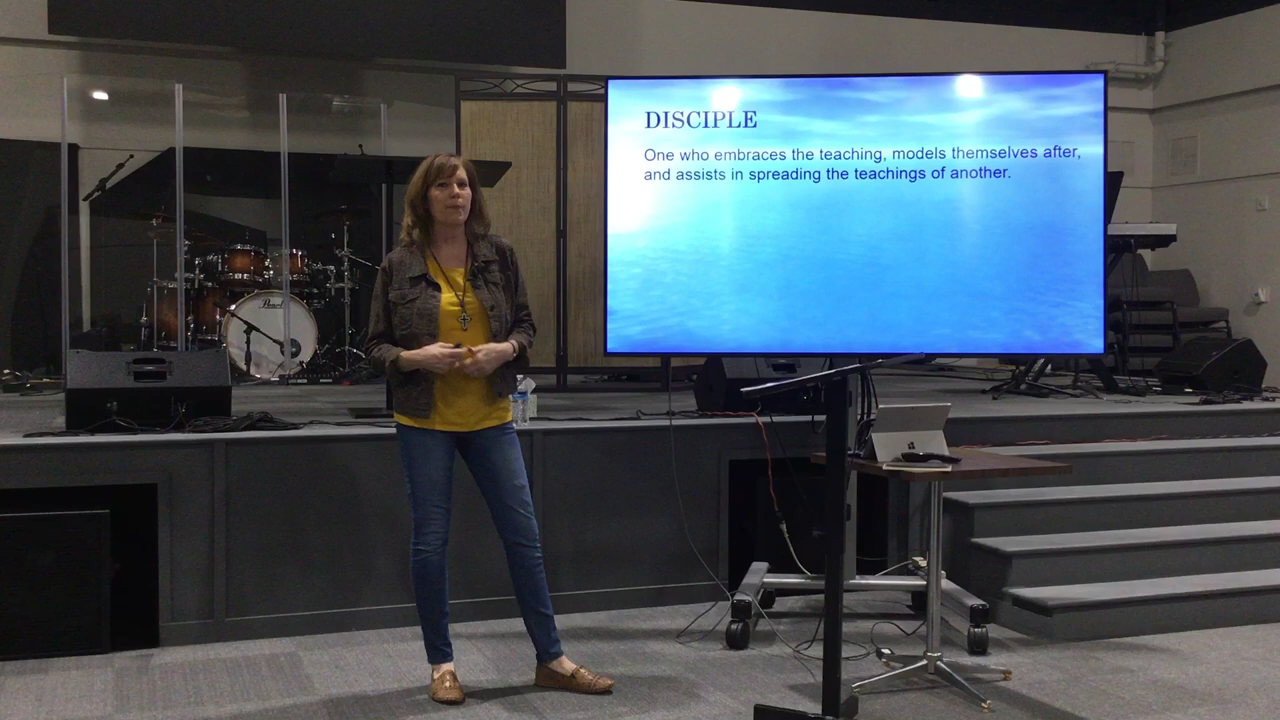 DISCIPLE
One who embraces the teaching, models themselves after,
and assists in spreading the teachings of another.
Pearl